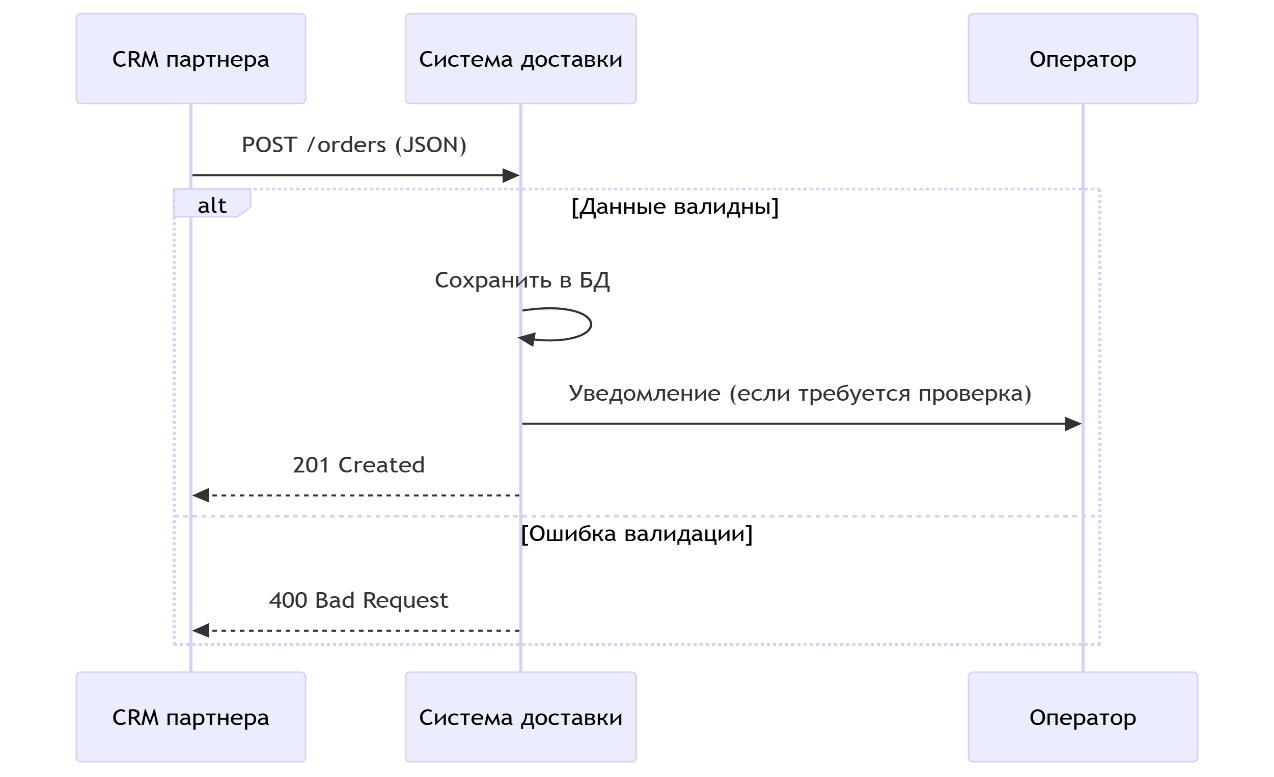 CRM партнера
Система доставки
Оператор
POST /orders (JSON)
alt
[Данные валидны]
Сохранить в БД
Уведомление (если требуется проверка)
201 Created
[Ошибка валидации]
400 Bad Request
CRM партнера
Система доставки
Оператор